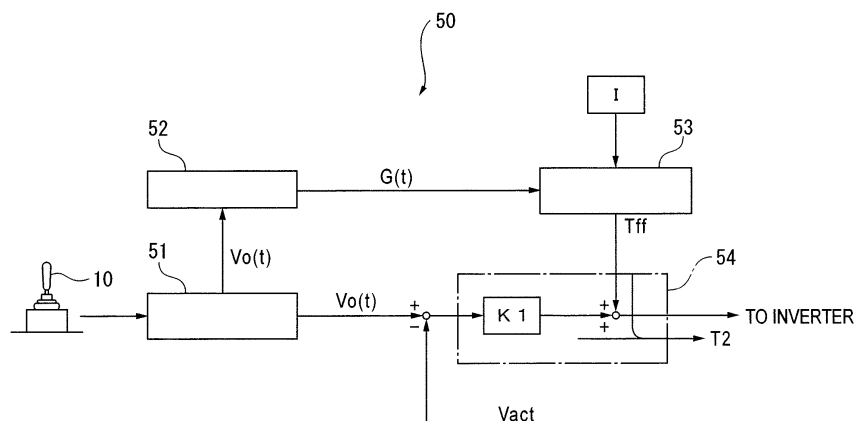 50
I
52
53
G(t)
Tff
51
54
10
Vo(t)
Vo(t)
+
−
K 1
+
+
TO INVERTER
T2
Vact